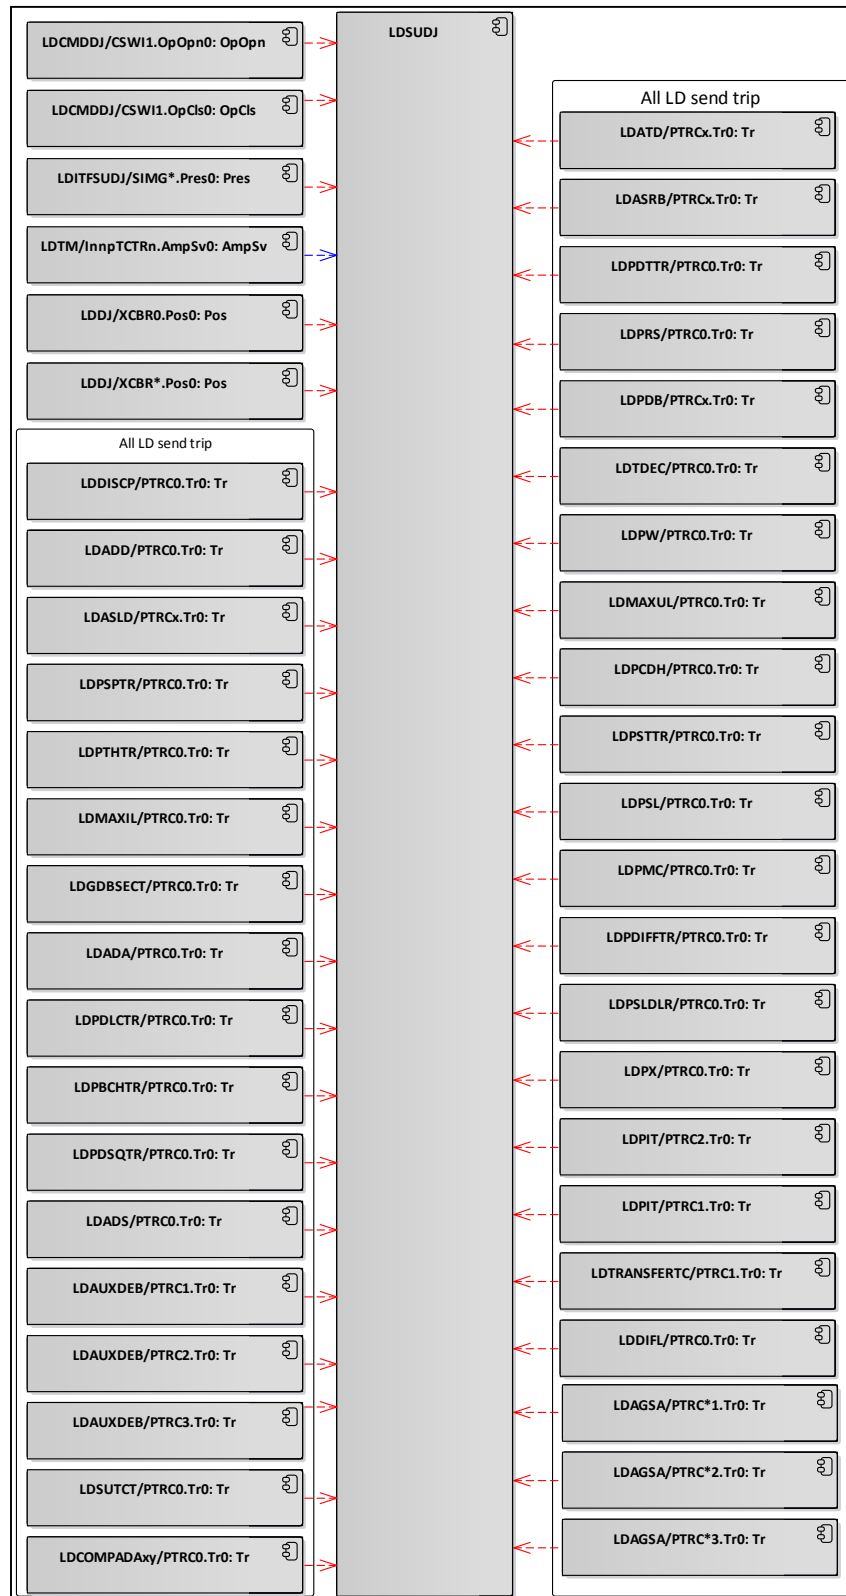 LDCMDDJ/CSWI1.OpOpn0: OpOpn
LDCMDDJ/CSWI1.OpCls0: OpCls
LDITFSUDJ/SIMG*.Pres0: Pres
LDTM/InnpTCTRn.AmpSv0: AmpSv
LDDJ/XCBR0.Pos0: Pos
LDDJ/XCBR*.Pos0: Pos
All LD send trip
LDDISCP/PTRC0.Tr0: Tr
LDADD/PTRC0.Tr0: Tr
LDASLD/PTRCx.Tr0: Tr
LDPSPTR/PTRC0.Tr0: Tr
LDPTHTR/PTRC0.Tr0: Tr
LDMAXIL/PTRC0.Tr0: Tr
LDGDBSECT/PTRC0.Tr0: Tr
LDADA/PTRC0.Tr0: Tr
LDPDLCTR/PTRC0.Tr0: Tr
LDPBCHTR/PTRC0.Tr0: Tr
LDPDSQTR/PTRC0.Tr0: Tr
LDADS/PTRC0.Tr0: Tr
LDAUXDEB/PTRC1.Tr0: Tr
LDAUXDEB/PTRC2.Tr0: Tr
LDAUXDEB/PTRC3.Tr0: Tr
LDSUTCT/PTRC0.Tr0: Tr
LDCOMPADAxy/PTRC0.Tr0: Tr
LDSUDJ
All LD send trip
LDATD/PTRCx.Tr0: Tr
LDASRB/PTRCx.Tr0: Tr
LDPDTTR/PTRC0.Tr0: Tr
LDPRS/PTRC0.Tr0: Tr
LDPDB/PTRCx.Tr0: Tr
LDTDEC/PTRC0.Tr0: Tr
LDPW/PTRC0.Tr0: Tr
LDMAXUL/PTRC0.Tr0: Tr
LDPCDH/PTRC0.Tr0: Tr
LDPSTTR/PTRC0.Tr0: Tr
LDPSL/PTRC0.Tr0: Tr
LDPMC/PTRC0.Tr0: Tr
LDPDIFFTR/PTRC0.Tr0: Tr
LDPSLDLR/PTRC0.Tr0: Tr
LDPX/PTRC0.Tr0: Tr
LDPIT/PTRC2.Tr0: Tr
LDPIT/PTRC1.Tr0: Tr
LDTRANSFERTC/PTRC1.Tr0: Tr
LDDIFL/PTRC0.Tr0: Tr
LDAGSA/PTRC*1.Tr0: Tr
LDAGSA/PTRC*2.Tr0: Tr
LDAGSA/PTRC*3.Tr0: Tr